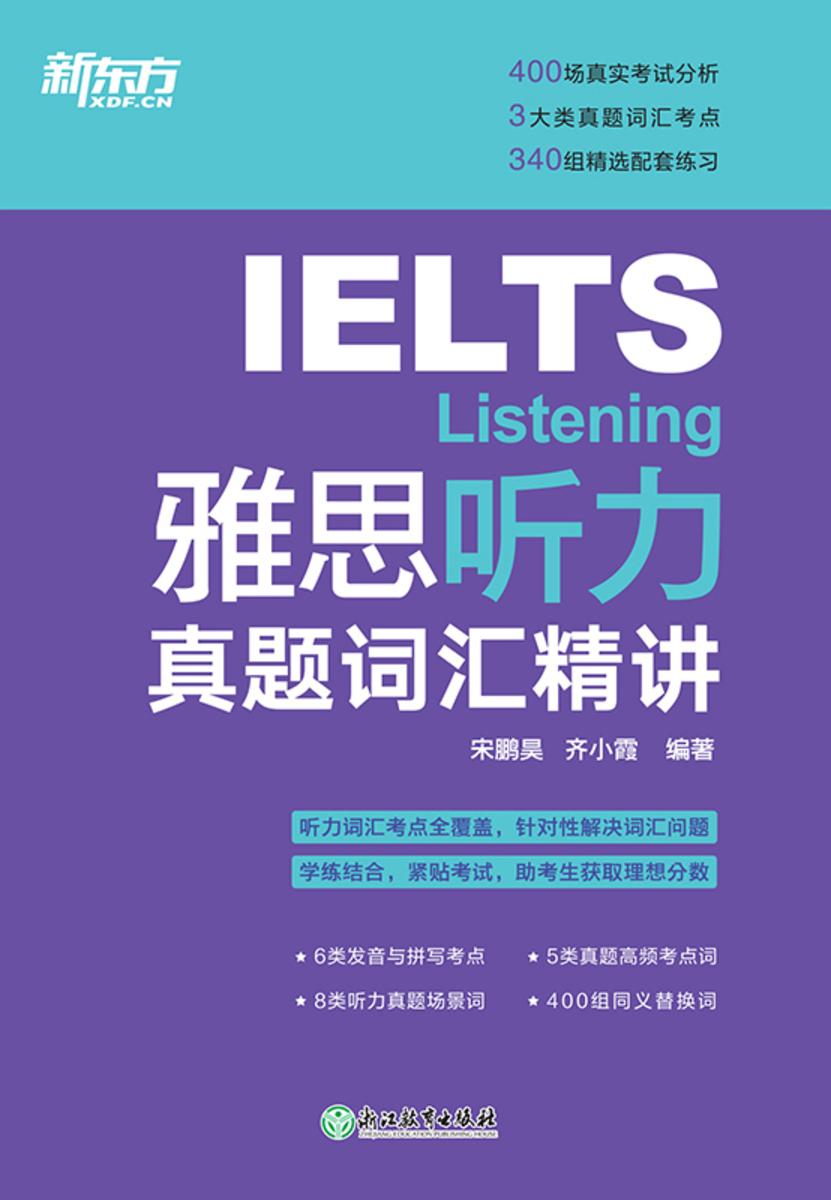 新东方
XDF.CN
400场真实考试分析
3大类真题词汇考点
340组精选配套练习
IELTS
Listening
雅思听力
真题词汇精讲
宋鹏昊 齐小霞 编著
听力词汇考点全覆盖，针对性解决词汇问题
学练结合，紧贴考试，助考生获取理想分数
★ 6类发音与拼写考点 ★ 5类真题高频考点词
★ 8类听力真题场景词 ★ 400组同义替换词
浙江教育出版社
ZHEJIANG EDUCATION PUBLISHING HOUSE